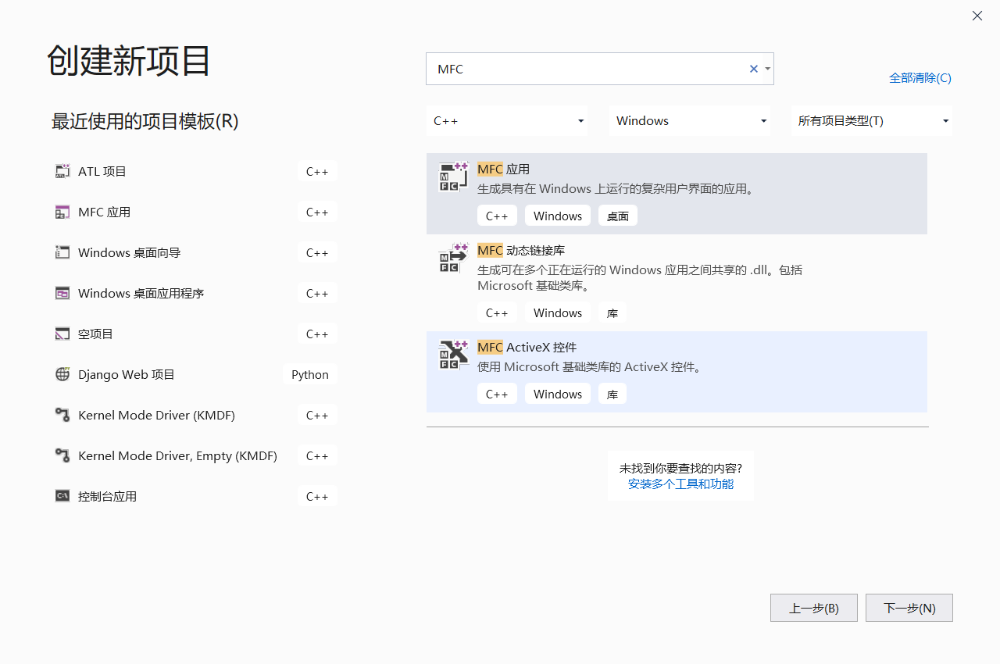 创建新项目
最近使用的项目模板(R)
ATL 项目
C++
MFC 应用
C++
Windows 桌面向导
C++
Windows 桌面应用程序
C++
空项目
C++
Django Web 项目
Python
Kernel Mode Driver (KMDF)
C++
Kernel Mode Driver, Empty (KMDF)
C++
控制台应用
C++
MFC
全部清除(C)
C++
Windows
所有项目类型(T)
MFC 应用
生成具有在 Windows 上运行的复杂用户界面的应用。
C++
Windows
桌面
MFC 动态链接库
生成可在多个正在运行的 Windows 应用之间共享的 .dll。包括
Microsoft 基础类库。
C++
Windows
库
MFC ActiveX 控件
使用 Microsoft 基础类库的 ActiveX 控件。
C++
Windows
库
未找到你要查找的内容?
安装多个工具和功能
上一步(B)
下一步(N)